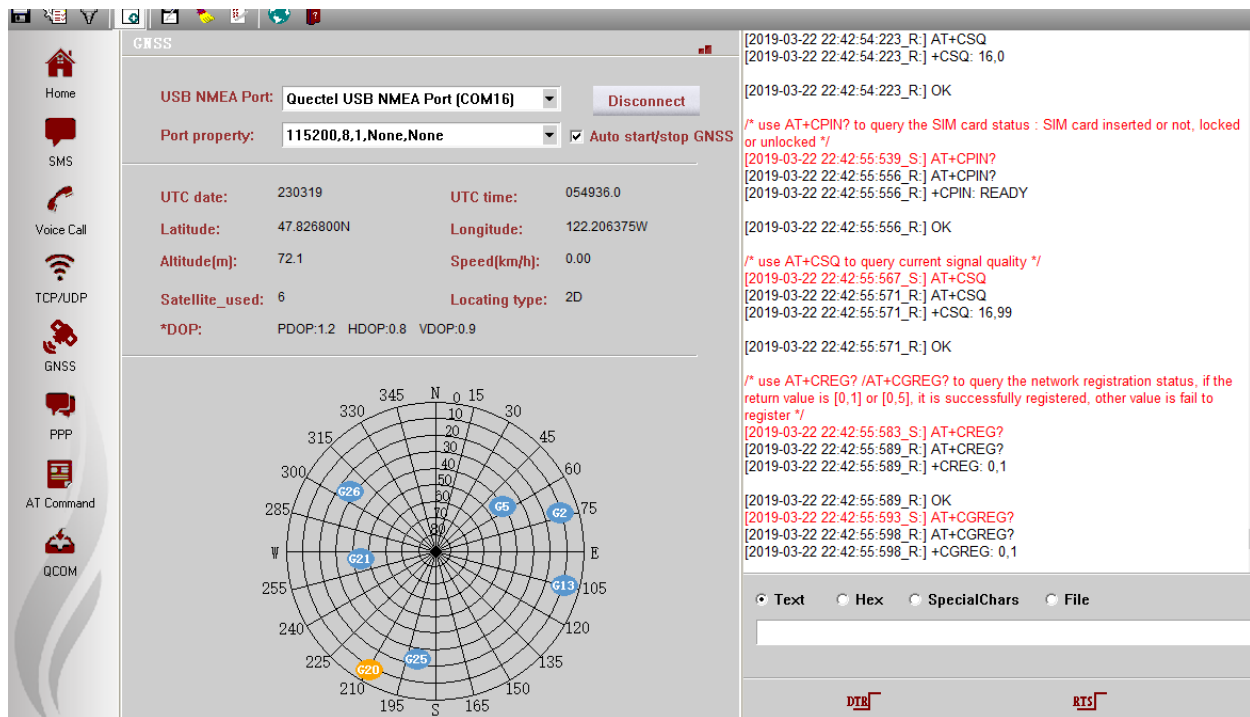 GNSS
Home
SMS
Voice Call
TCP/UDP
GNSS
PPP
AT Command
QCOM
USB NMEA Port: Quectel USB NMEA Port (COM16) Disconnect
Port property: 115200,8,1,None,None Auto start/stop GNSS
UTC date: 230319 UTC time: 054936.0
Latitude: 47.826800N Longitude: 122.206375W
Altitude(m): 72.1 Speed(km/h): 0.00
Satellite_used: 6 Locating type: 2D
*DOP: PDOP:1.2 HDOP:0.8 VDOP:0.9
345 N 0 15
330 10 30
315 20 45
30
300 40 60
50
G26 60
285 70 G5 G2 75
80
W G21 E
255 G13 105
240 120
225 G20 G25 135
210 150
195 S 165
[2019-03-22 22:42:54:223_R:] AT+CSQ
[2019-03-22 22:42:54:223_R:] +CSQ: 16,0
[2019-03-22 22:42:54:223_R:] OK
/* use AT+CPIN? to query the SIM card status : SIM card inserted or not, locked
or unlocked */
[2019-03-22 22:42:55:539_S:] AT+CPIN?
[2019-03-22 22:42:55:556_R:] AT+CPIN?
[2019-03-22 22:42:55:556_R:] +CPIN: READY
[2019-03-22 22:42:55:556_R:] OK
/* use AT+CSQ to query current signal quality */
[2019-03-22 22:42:55:567_S:] AT+CSQ
[2019-03-22 22:42:55:571_R:] AT+CSQ
[2019-03-22 22:42:55:571_R:] +CSQ: 16,99
[2019-03-22 22:42:55:571_R:] OK
/* use AT+CREG? /AT+CGREG? to query the network registration status, if the
return value is [0,1] or [0,5], it is successfully registered, other value is fail to
register */
[2019-03-22 22:42:55:583_S:] AT+CREG?
[2019-03-22 22:42:55:589_R:] AT+CREG?
[2019-03-22 22:42:55:589_R:] +CREG: 0,1
[2019-03-22 22:42:55:589_R:] OK
[2019-03-22 22:42:55:593_S:] AT+CGREG?
[2019-03-22 22:42:55:598_R:] AT+CGREG?
[2019-03-22 22:42:55:598_R:] +CGREG: 0,1
Text Hex SpecialChars File
DTR RTS